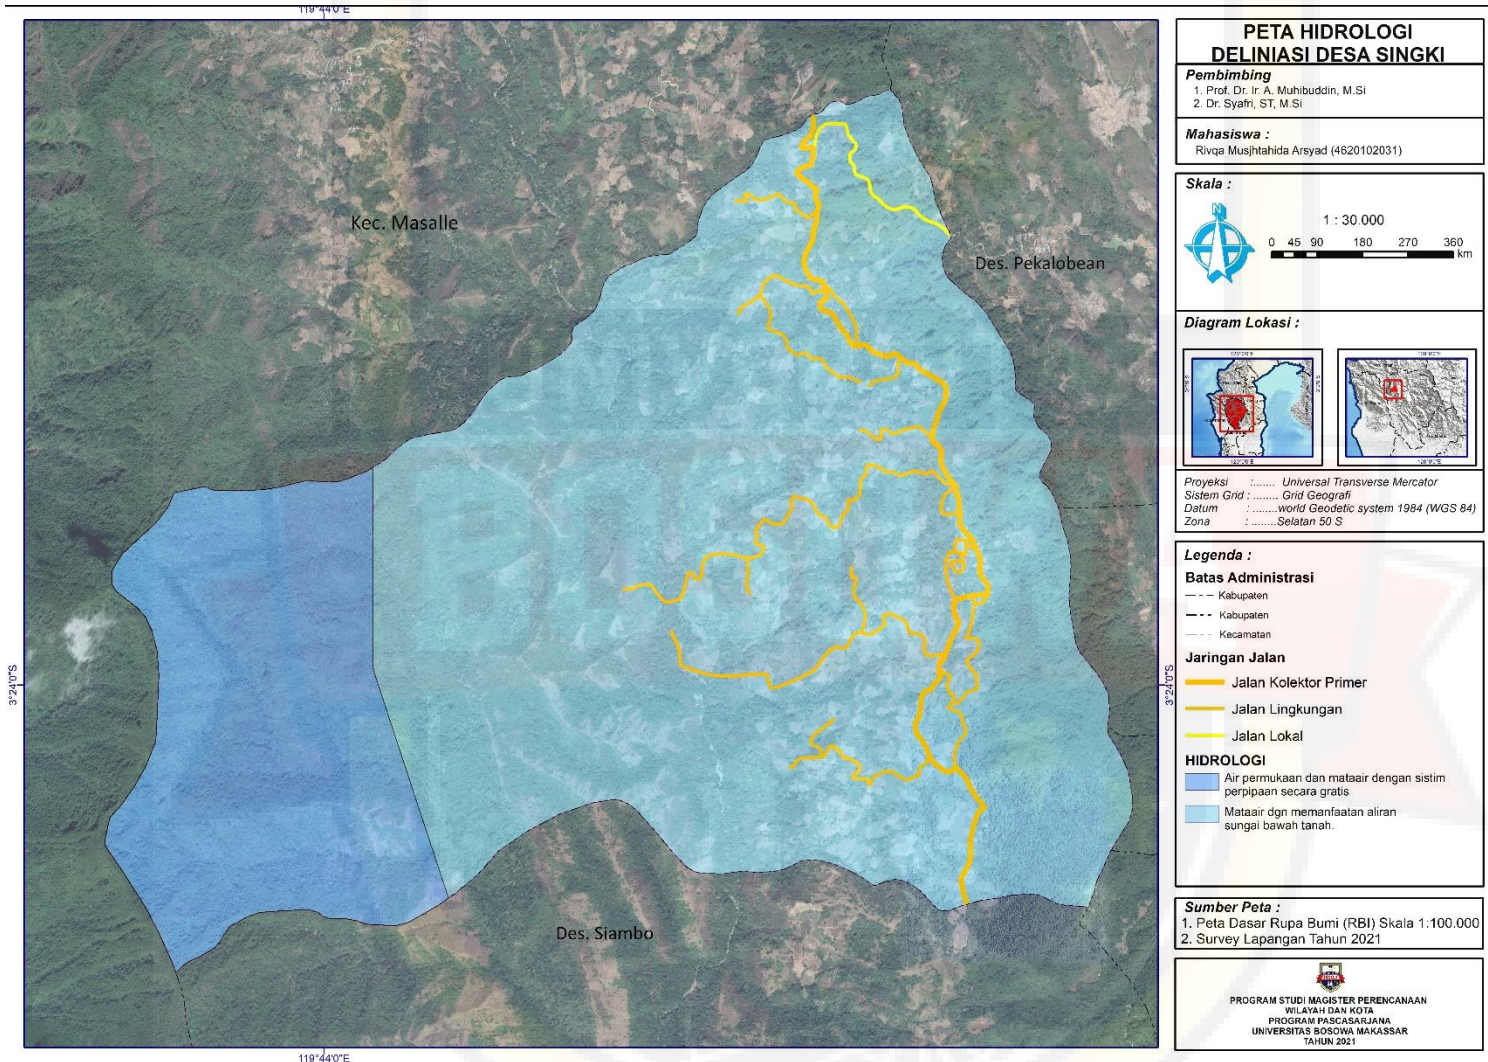 119°44'0"E
PETA HIDROLOGI
DELINIASI DESA SINGKI
Pembimbing
1. Prof. Dr. Ir. A. Muhibuddin, M.Si
2. Dr. Syafri, ST, M.Si
Mahasiswa :
Rivqa Musjhtahida Arsyad (4620102031)
Skala :
N
1 : 30.000
0 45 90 180 270 360
km
Diagram Lokasi :
Proyeksi :....... Universal Transverse Mercator
Sistem Grid : ........ Grid Geografi
Datum : ........world Geodetic system 1984 (WGS 84)
Zona : ........Selatan 50 S
Legenda :
Batas Administrasi
Kabupaten
Kabupaten
Kecamatan
Jaringan Jalan
Jalan Kolektor Primer
Jalan Lingkungan
Jalan Lokal
HIDROLOGI
Air permukaan dan mataair dengan sistim
perpipaan secara gratis
Mataair dgn memanfaatan aliran
sungai bawah tanah.
Sumber Peta :
1. Peta Dasar Rupa Bumi (RBI) Skala 1:100.000
2. Survey Lapangan Tahun 2021
PROGRAM STUDI MAGISTER PERENCANAAN
WILAYAH DAN KOTA
PROGRAM PASCASARJANA
UNIVERSITAS BOSOWA MAKASSAR
TAHUN 2021
Kec. Masalle
Des. Pekalobean
Des. Siambo
3°24'0"S
3°24'0"S
119°44'0"E